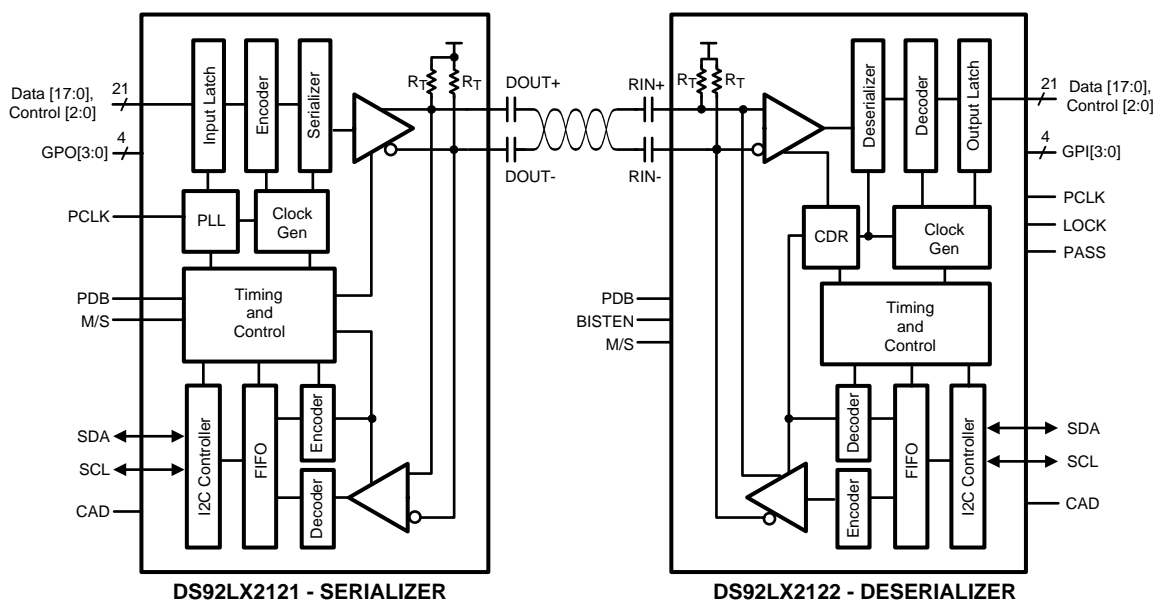 21
Data [17:0],
Control [2:0]
4
GPO[3:0]
PCLK
PDB
M/S
SDA
SCL
CAD
Input Latch
Encoder
Serializer
PLL
Clock
Gen
Timing
and
Control
I2C Controller
FIFO
Encoder
Decoder
RT
RT
DOUT+
DOUT-
RIN+
RIN-
RT
RT
Deserializer
Decoder
Output Latch
CDR
Clock
Gen
Timing
and
Control
Decoder
Encoder
FIFO
I2C Controller
PDB
BISTEN
M/S
21
Data [17:0],
Control [2:0]
4
GPI[3:0]
PCLK
LOCK
PASS
SDA
SCL
CAD
DS92LX2121 - SERIALIZER
DS92LX2122 - DESERIALIZER